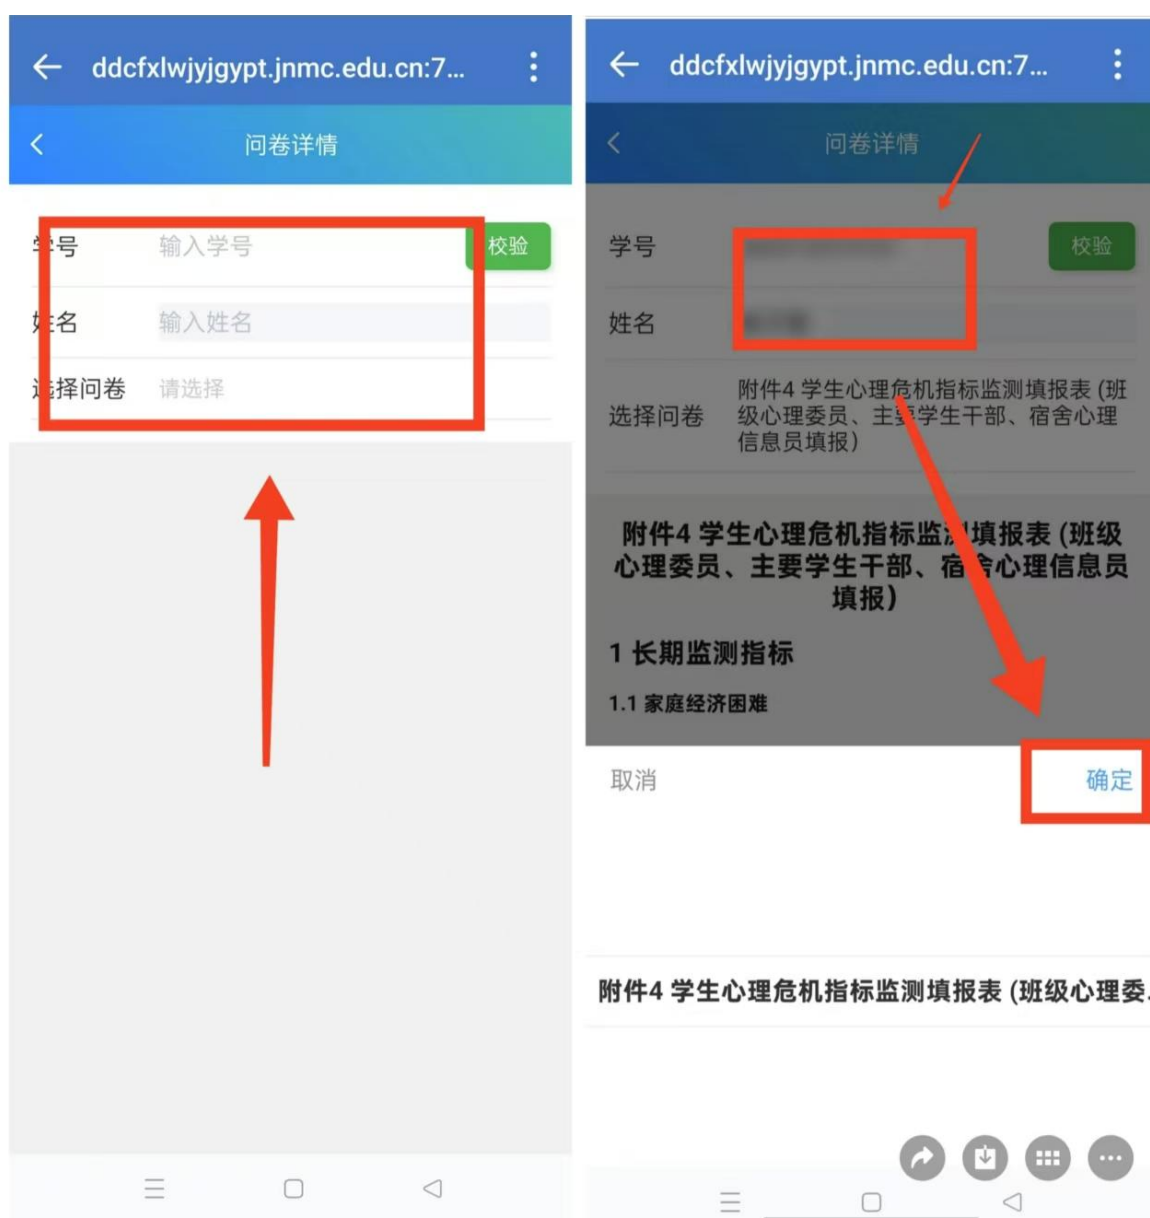 ddcfxlwjyjgypt.jnmc.edu.cn:7...
问卷详情
学号 输入学号 校验
姓名 输入姓名
选择问卷 请选择
ddcfxlwjyjgypt.jnmc.edu.cn:7...
问卷详情
学号 校验
姓名
选择问卷
附件4 学生心理危机指标监测填报表 (班
级心理委员、主要学生干部、宿舍心理
信息员填报)
附件4 学生心理危机指标监测填报表 (班级
心理委员、主要学生干部、宿舍心理信息员
填报)
1 长期监测指标
1.1 家庭经济困难
取消 确定
附件4 学生心理危机指标监测填报表 (班级心理委.